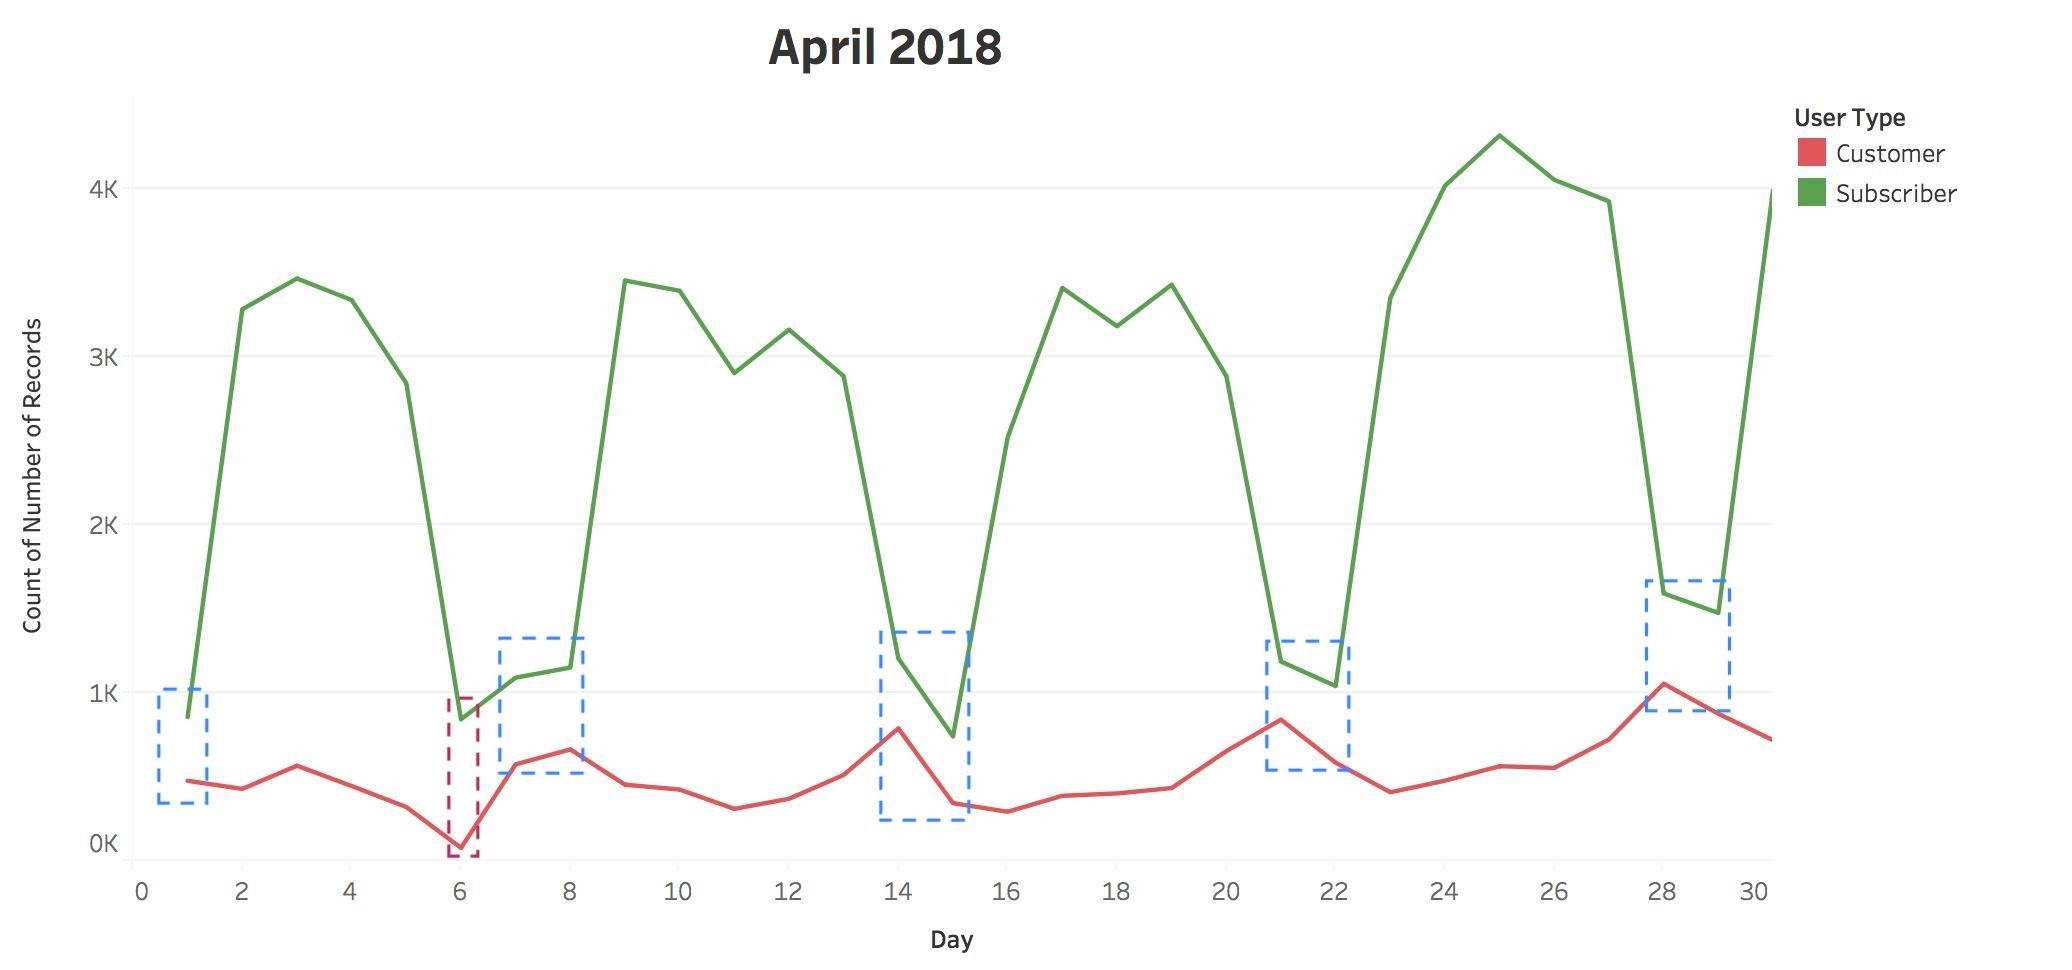 April 2018
User Type
Customer
Subscriber
4K
3K
2K
1K
0K
Count of Number of Records
0 2 4 6 8 10 12 14 16 18 20 22 24 26 28 30
Day